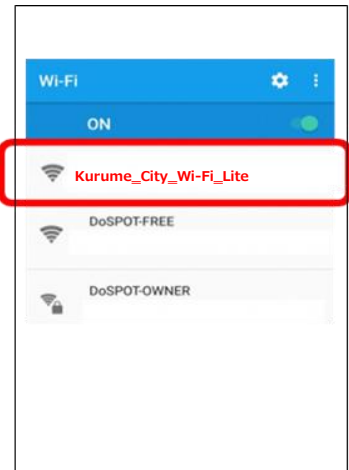 Wi-Fi
ON
Kurume_City_Wi-Fi_Lite
DoSPOT-FREE
DoSPOT-OWNER